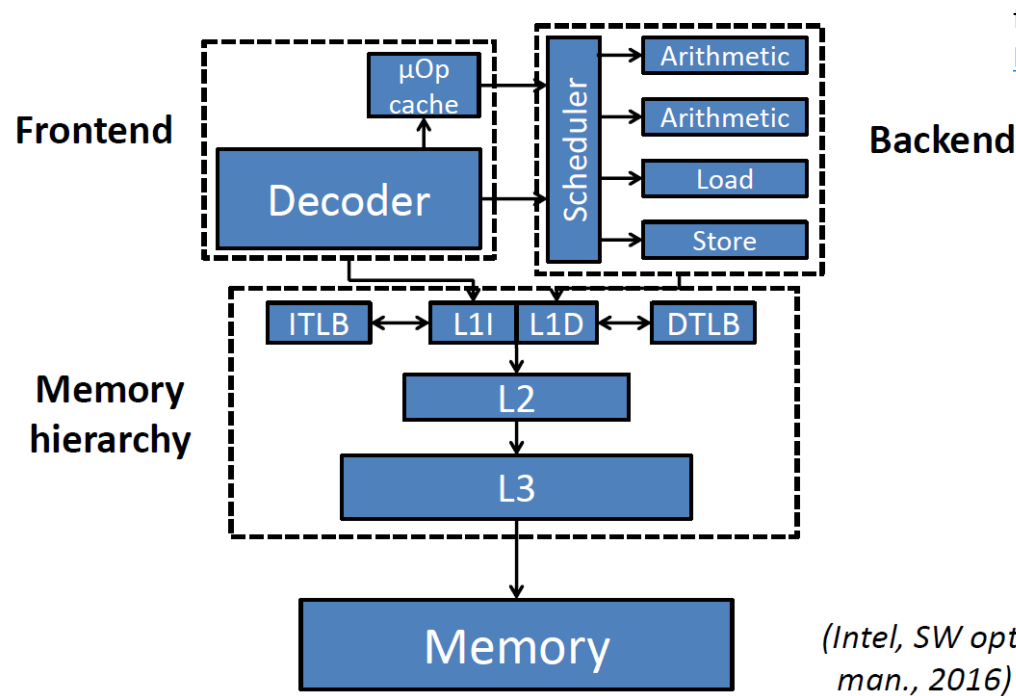 Frontend
µOp
cache
Decoder
Scheduler
Arithmetic
Arithmetic
Load
Store
Backend
Memory
hierarchy
ITLB
L1I
L1D
DTLB
L2
L3
Memory
(Intel, SW opt
man., 2016)